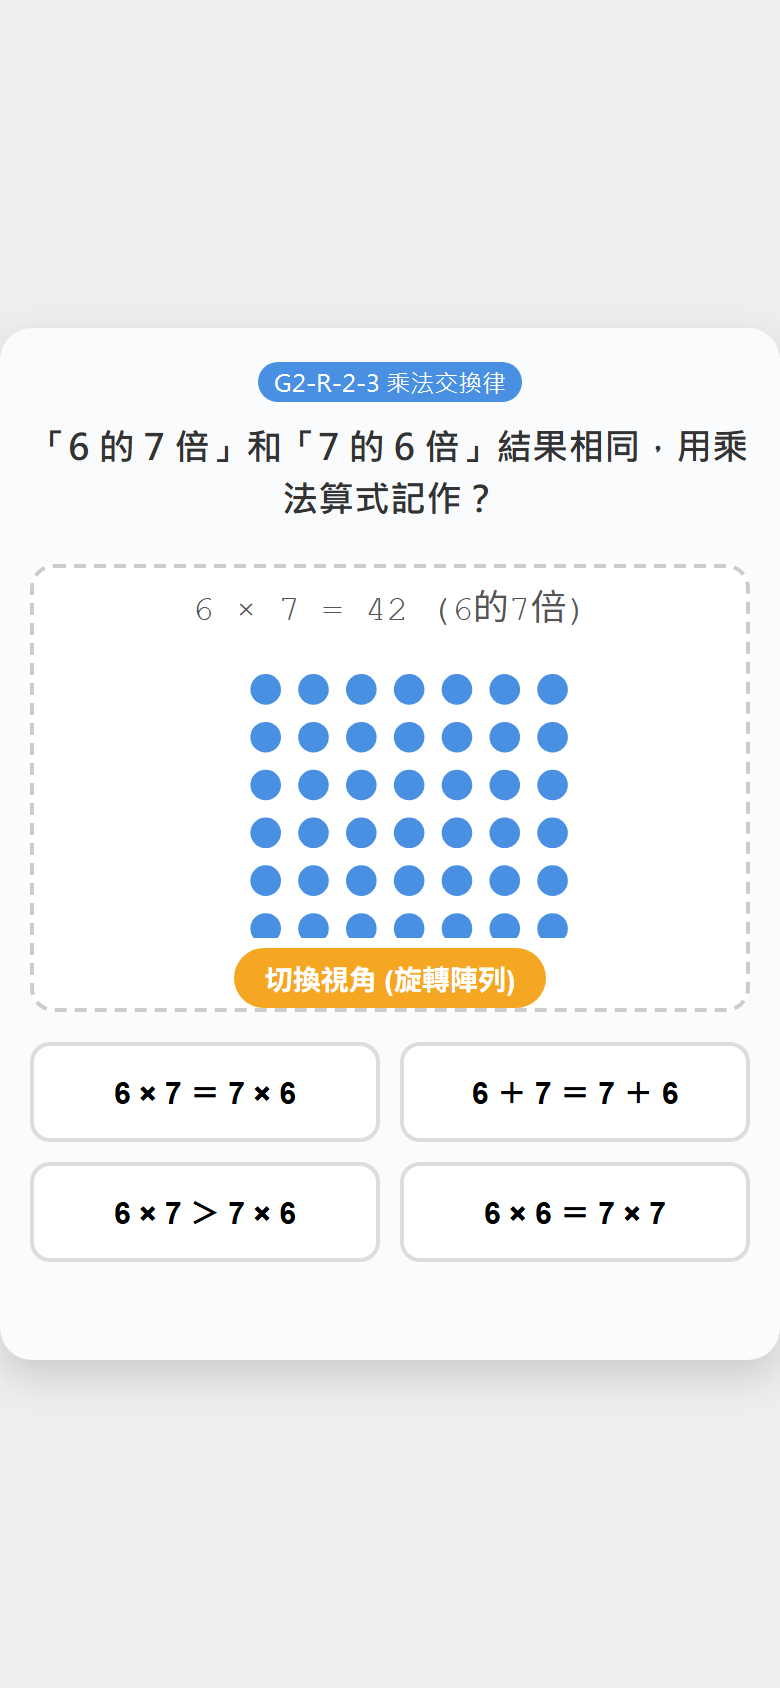 G2-R-2-3 乘法交換律
「6 的 7 倍」和「7 的 6 倍」結果相同，用乘
法算式記作？
6 × 7 = 42 (6的7倍)
切換視角 (旋轉陣列)
6 × 7 ＝ 7 × 6
6 ＋ 7 ＝ 7 ＋ 6
6 × 7 ＞ 7 × 6
6 × 6 ＝ 7 × 7